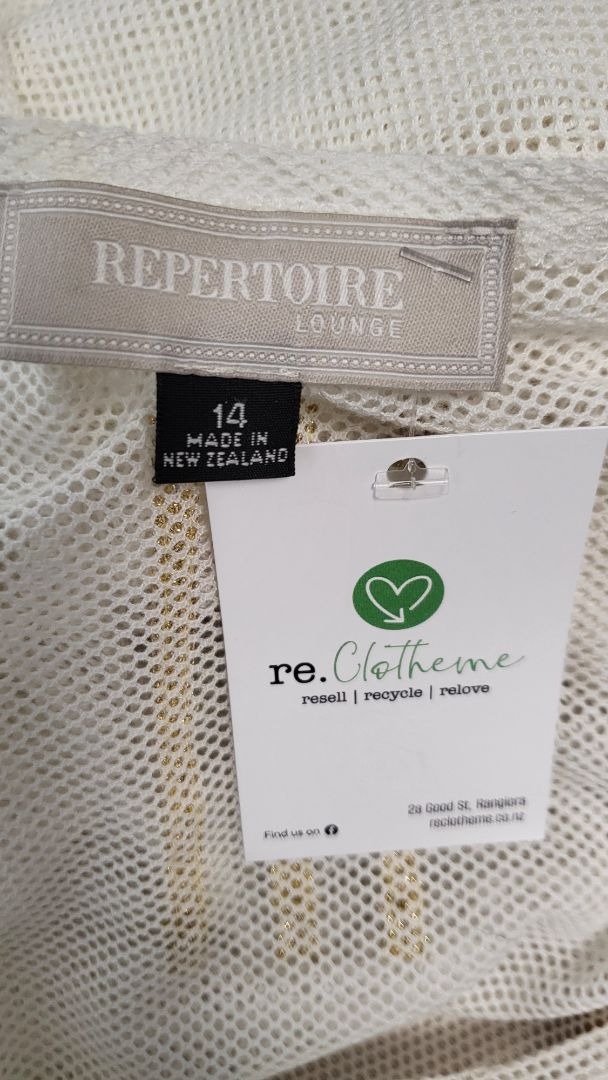 REPERTOIRE
LOUNGE
14
MADE IN
NEW ZEALAND
re.Clotheme
resell | recycle | relove
2a Good St, Rangiora
reclotheme.co.nz
Find us on